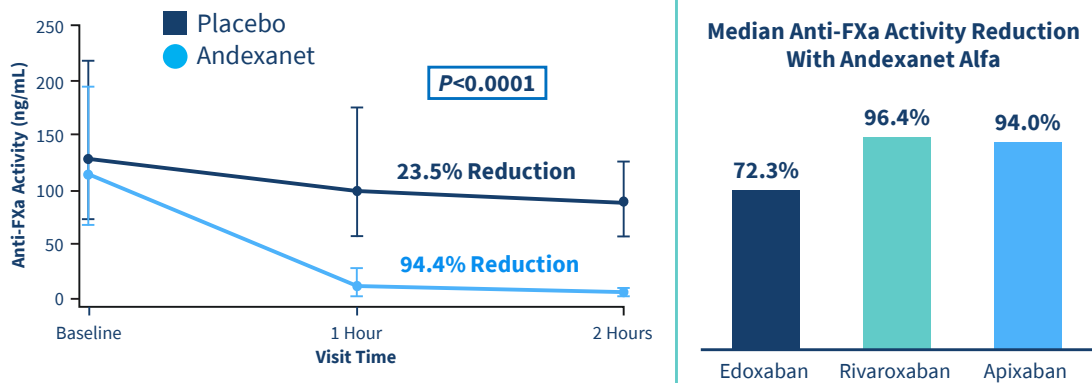 Placebo
Andexanet
Anti-FXa Activity (ng/mL)
250
200
150
100
50
0
P<0.0001
23.5% Reduction
94.4% Reduction
Baseline
1 Hour
2 Hours
Visit Time
Median Anti-FXa Activity Reduction
With Andexanet Alfa
72.3%
96.4%
94.0%
Edoxaban
Rivaroxaban
Apixaban